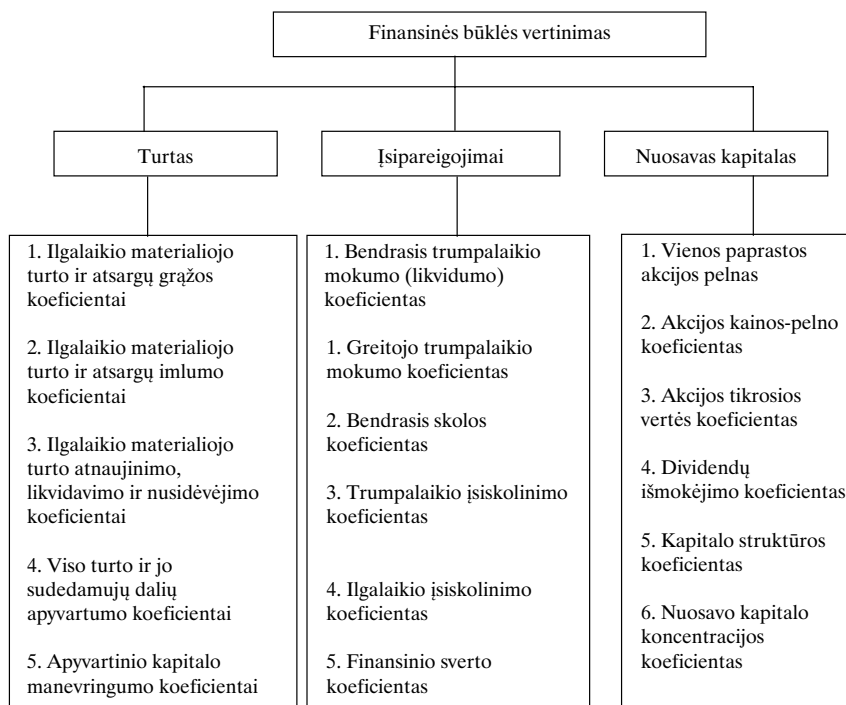 Finansinės būklės vertinimas
Turtas
Įsipareigojimai
Nuosavas kapitalas
1. Ilgalaikio materialiojo
turto ir atsargų grąžos
koeficientai
2. Ilgalaikio materialiojo
turto ir atsargų imlumo
koeficientai
3. Ilgalaikio materialiojo
turto atnaujinimo,
likvidavimo ir nusidėvėjimo
koeficientai
4. Viso turto ir jo
sudedamųjų dalių
apyvartumo koeficientai
5. Apyvartinio kapitalo
manevringumo koeficientai
1. Bendrasis trumpalaikio
mokumo (likvidumo)
koeficientas
1. Greitojo trumpalaikio
mokumo koeficientas
2. Bendrasis skolos
koeficientas
3. Trumpalaikio įsiskolinimo
koeficientas
4. Ilgalaikio įsiskolinimo
koeficientas
5. Finansinio sverto
koeficientas
1. Vienos paprastos
akcijos pelnas
2. Akcijos kainos-pelno
koeficientas
3. Akcijos tikrosios
vertės koeficientas
4. Dividendų
išmokėjimo koeficientas
5. Kapitalo struktūros
koeficientas
6. Nuosavo kapitalo
koncentracijos
koeficientas